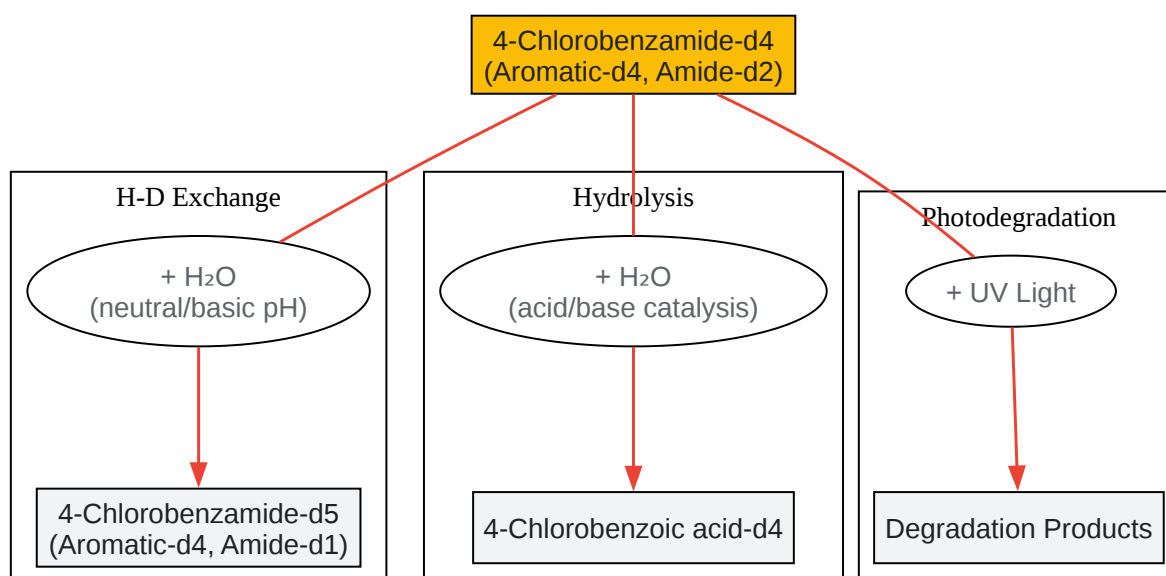 4-Chlorobenzamide-d4
(Aromatic-d4, Amide-d2)
H-D Exchange
+ H₂O
(neutral/basic pH)
4-Chlorobenzamide-d5
(Aromatic-d4, Amide-d1)
Hydrolysis
+ H₂O
(acid/base catalysis)
4-Chlorobenzoic acid-d4
Photodegradation
+ UV Light
Degradation Products